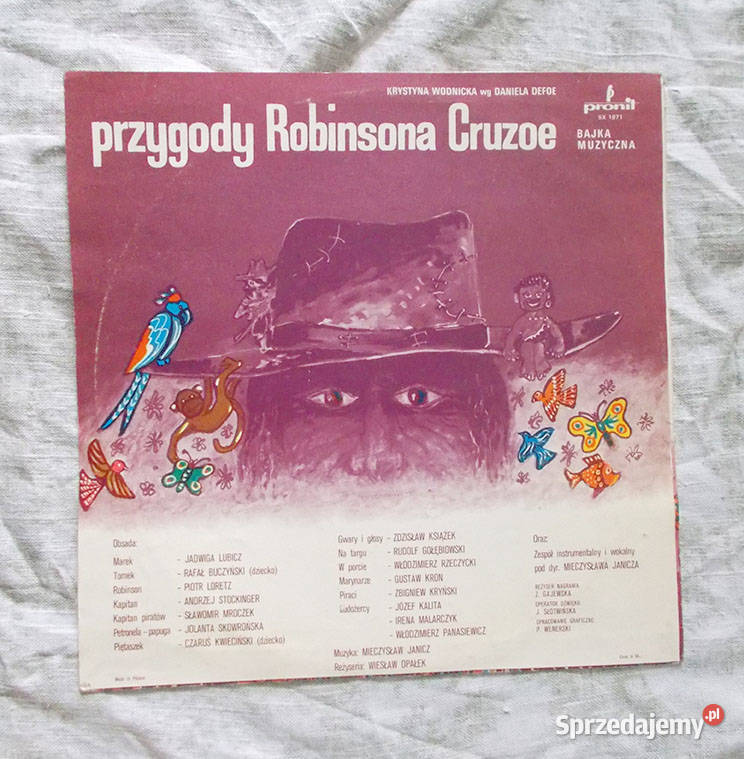 KRYSTYNA WODNICKA wg DANIELA DEFOE
pronit
SX 1871
przygody Robinsona Cruzoe
BAJKA
MUZYCZNA
Obsada:
Marek - JADWIGA LUBICZ
Tomek - RAFAŁ BUCZYŃSKI (dziecko)
Robinson - PIOTR LORETZ
Kapitan - ANDRZEJ STOCKINGER
Kapitan piratów - SŁAWOMIR MROCZEK
Petronela - papuga - JOLANTA SKOWROŃSKA
Piętaszek - CZARUŚ KWIECIŃSKI (dziecko)
Gwary i głosy - ZDZISŁAW KSIĄŻEK
Na targu - RUDOLF GOŁĘBIOWSKI
W porcie - WŁODZIMIERZ RZECZYCKI
Marynarze - GUSTAW KRON
Piraci - ZBIGNIEW KRYŃSKI
Ludożercy - JÓZEF KALITA
- IRENA MALARCZYK
- WŁODZIMIERZ PANASIEWICZ
Muzyka: MIECZYSŁAW JANICZ
Reżyseria: WIESŁAW OPAŁEK
Oraz:
Zespół instrumentalny i wokalny
pod dyr. MIECZYSŁAWA JANICZA
REŻYSER NAGRANIA
Z. GAJEWSKA
OPERATOR DŹWIĘKU
J. SŁOTWIŃSKA
OPRACOWANIE GRAFICZNE
P. WENERSKI
Made in Poland
Sprzedajemy.pl